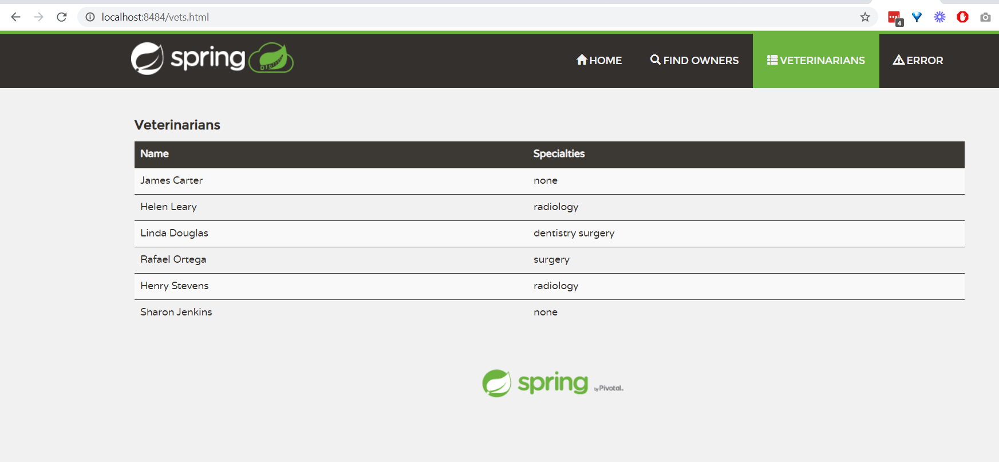 localhost:8484/vets.html
4
spring
HOME FIND OWNERS VETERINARIANS ERROR
Veterinarians
Name Specialties
James Carter none
Helen Leary radiology
Linda Douglas dentistry surgery
Rafael Ortega surgery
Henry Stevens radiology
Sharon Jenkins none
spring by Pivotal